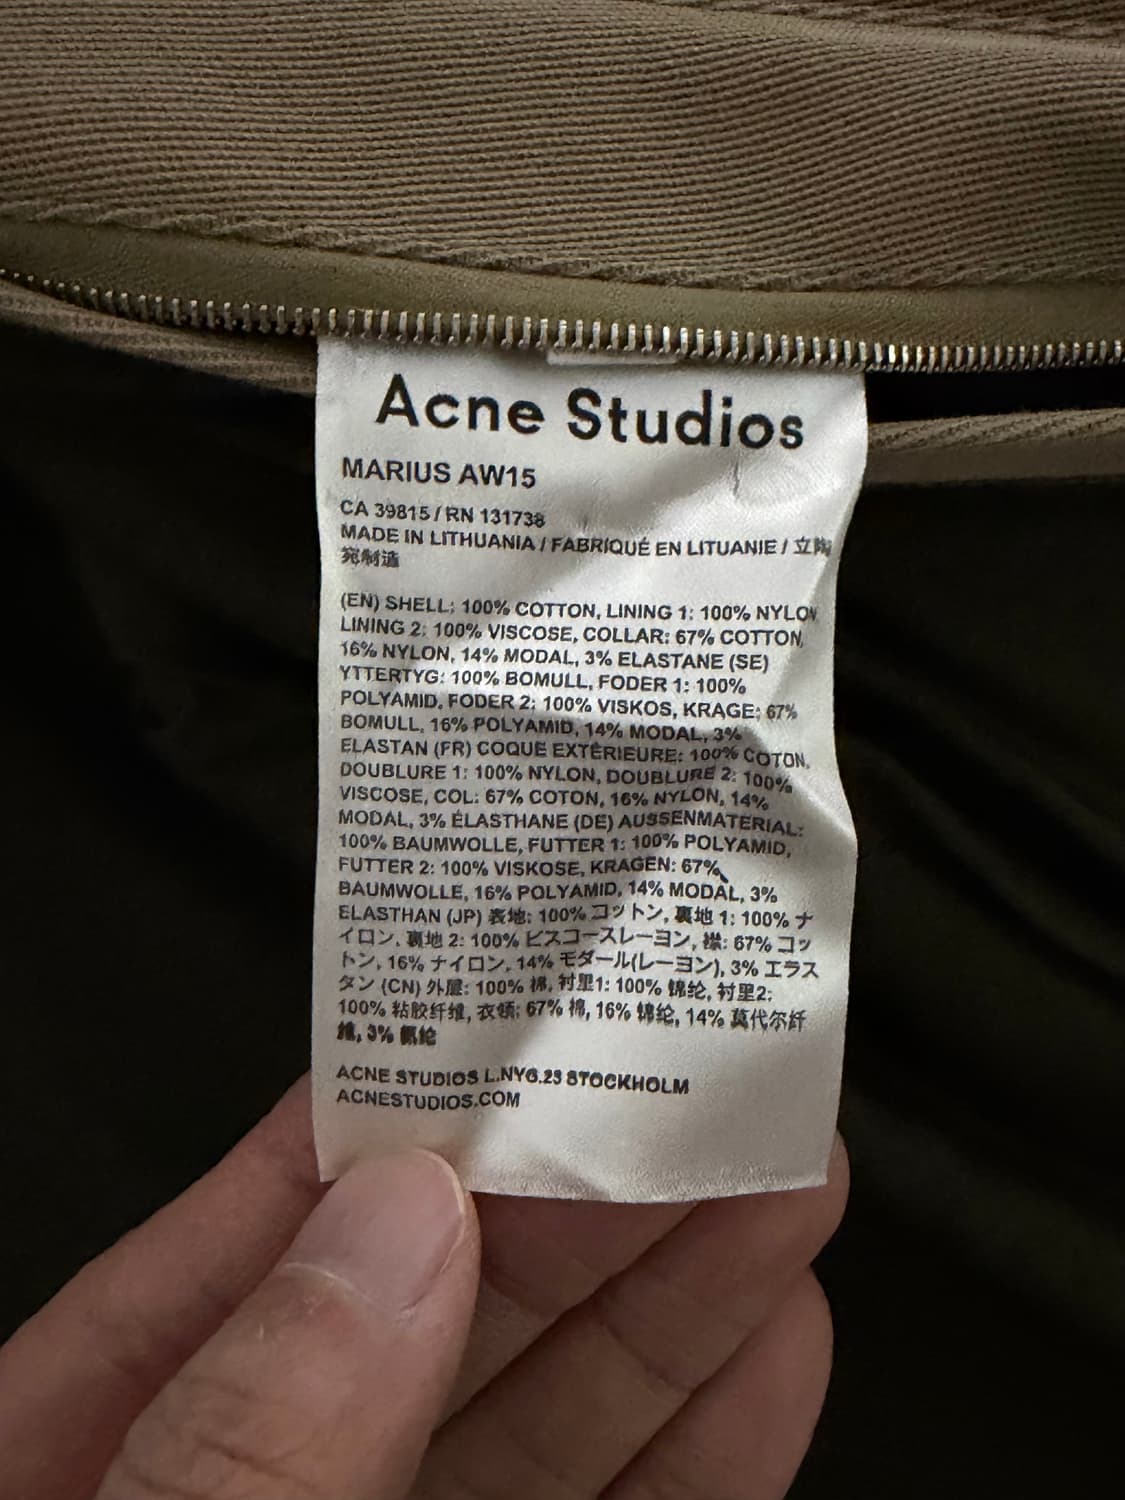 Acne Studios
MARIUS AW15
CA 39815 / RN 131738
MADE IN LITHUANIA / FABRIQUÉ EN LITUANIE / 立陶
宛制造
(EN) SHELL: 100% COTTON, LINING 1: 100% NYLON
LINING 2: 100% VISCOSE, COLLAR: 67% COTTON,
16% NYLON, 14% MODAL, 3% ELASTANE (SE)
YTTERTYG: 100% BOMULL, FODER 1: 100%
POLYAMID, FODER 2: 100% VISKOS, KRAGE: 67%
BOMULL, 16% POLYAMID, 14% MODAL, 3%
ELASTAN (FR) COQUE EXTÉRIEURE: 100% COTON,
DOUBLURE 1: 100% NYLON, DOUBLURE 2: 100%
VISCOSE, COL: 67% COTON, 16% NYLON, 14%
MODAL, 3% ÉLASTHANE (DE) AUSSENMATERIAL:
100% BAUMWOLLE, FUTTER 1: 100% POLYAMID,
FUTTER 2: 100% VISKOSE, KRAGEN: 67%
BAUMWOLLE, 16% POLYAMID, 14% MODAL, 3%
ELASTHAN (JP) 表地: 100% コットン, 裏地 1: 100% ナ
イロン, 裏地 2: 100% ビスコースレーヨン, 襟: 67% コッ
トン, 16% ナイロン, 14% モダール(レーヨン), 3% エラス
タン (CN) 外层: 100% 棉, 衬里1: 100% 锦纶, 衬里2:
100% 粘胶纤维, 衣领: 67% 棉, 16% 锦纶, 14% 莫代尔纤
维, 3% 氨纶
ACNE STUDIOS L.NYG.23 STOCKHOLM
ACNESTUDIOS.COM